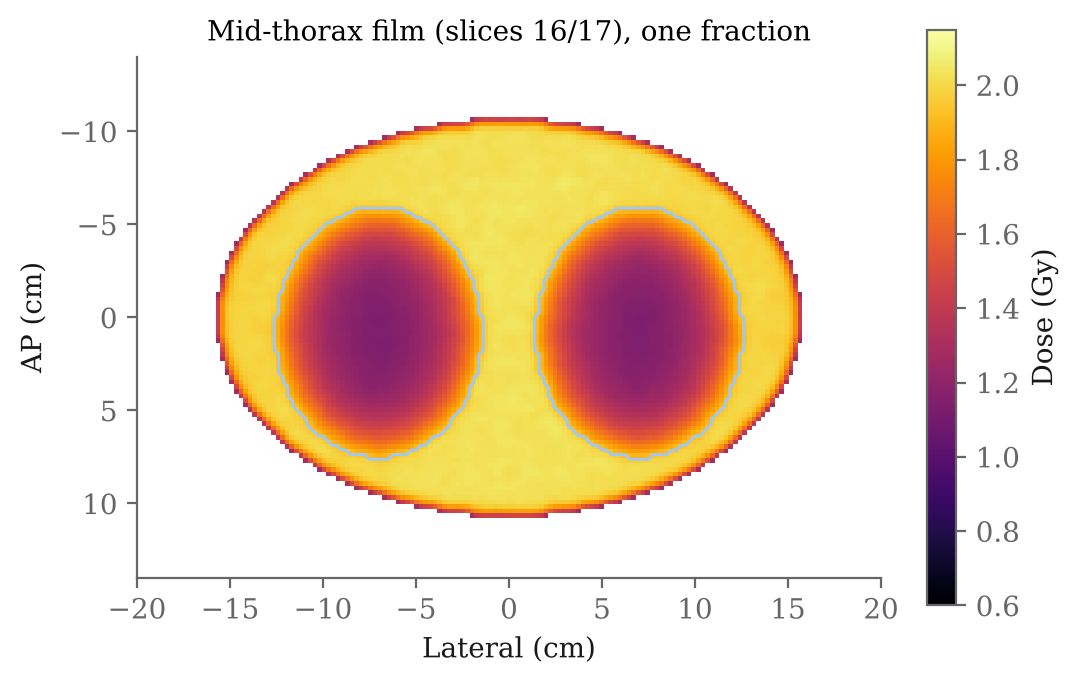 Mid-thorax film (slices 16/17), one fraction
AP (cm)
−10
−5
0
5
10
−20 −15 −10 −5 0 5 10 15 20
Lateral (cm)
2.0
1.8
1.6
1.4
1.2
1.0
0.8
0.6
Dose (Gy)